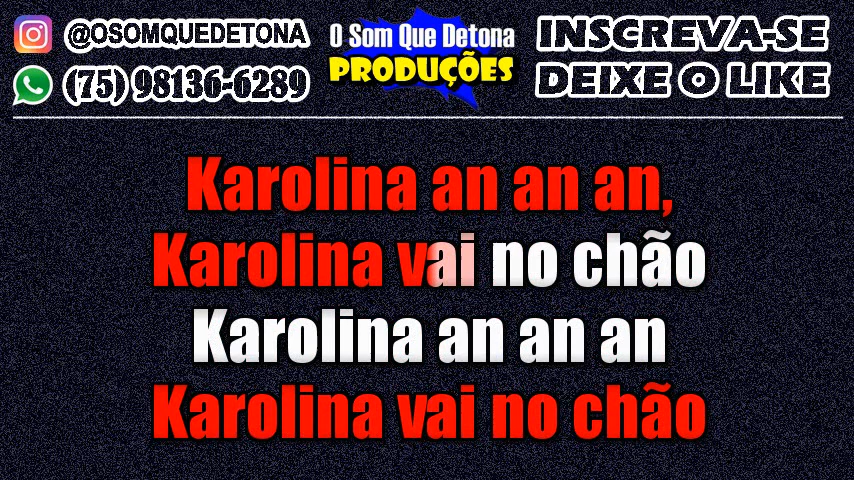 @OSOMQUEDETONA
(75) 98136-6289
O Som Que Detona
PRODUÇÕES
INSCREVA-SE
DEIXE O LIKE
Karolina an an an,
Karolina vai no chão
Karolina an an an
Karolina vai no chão